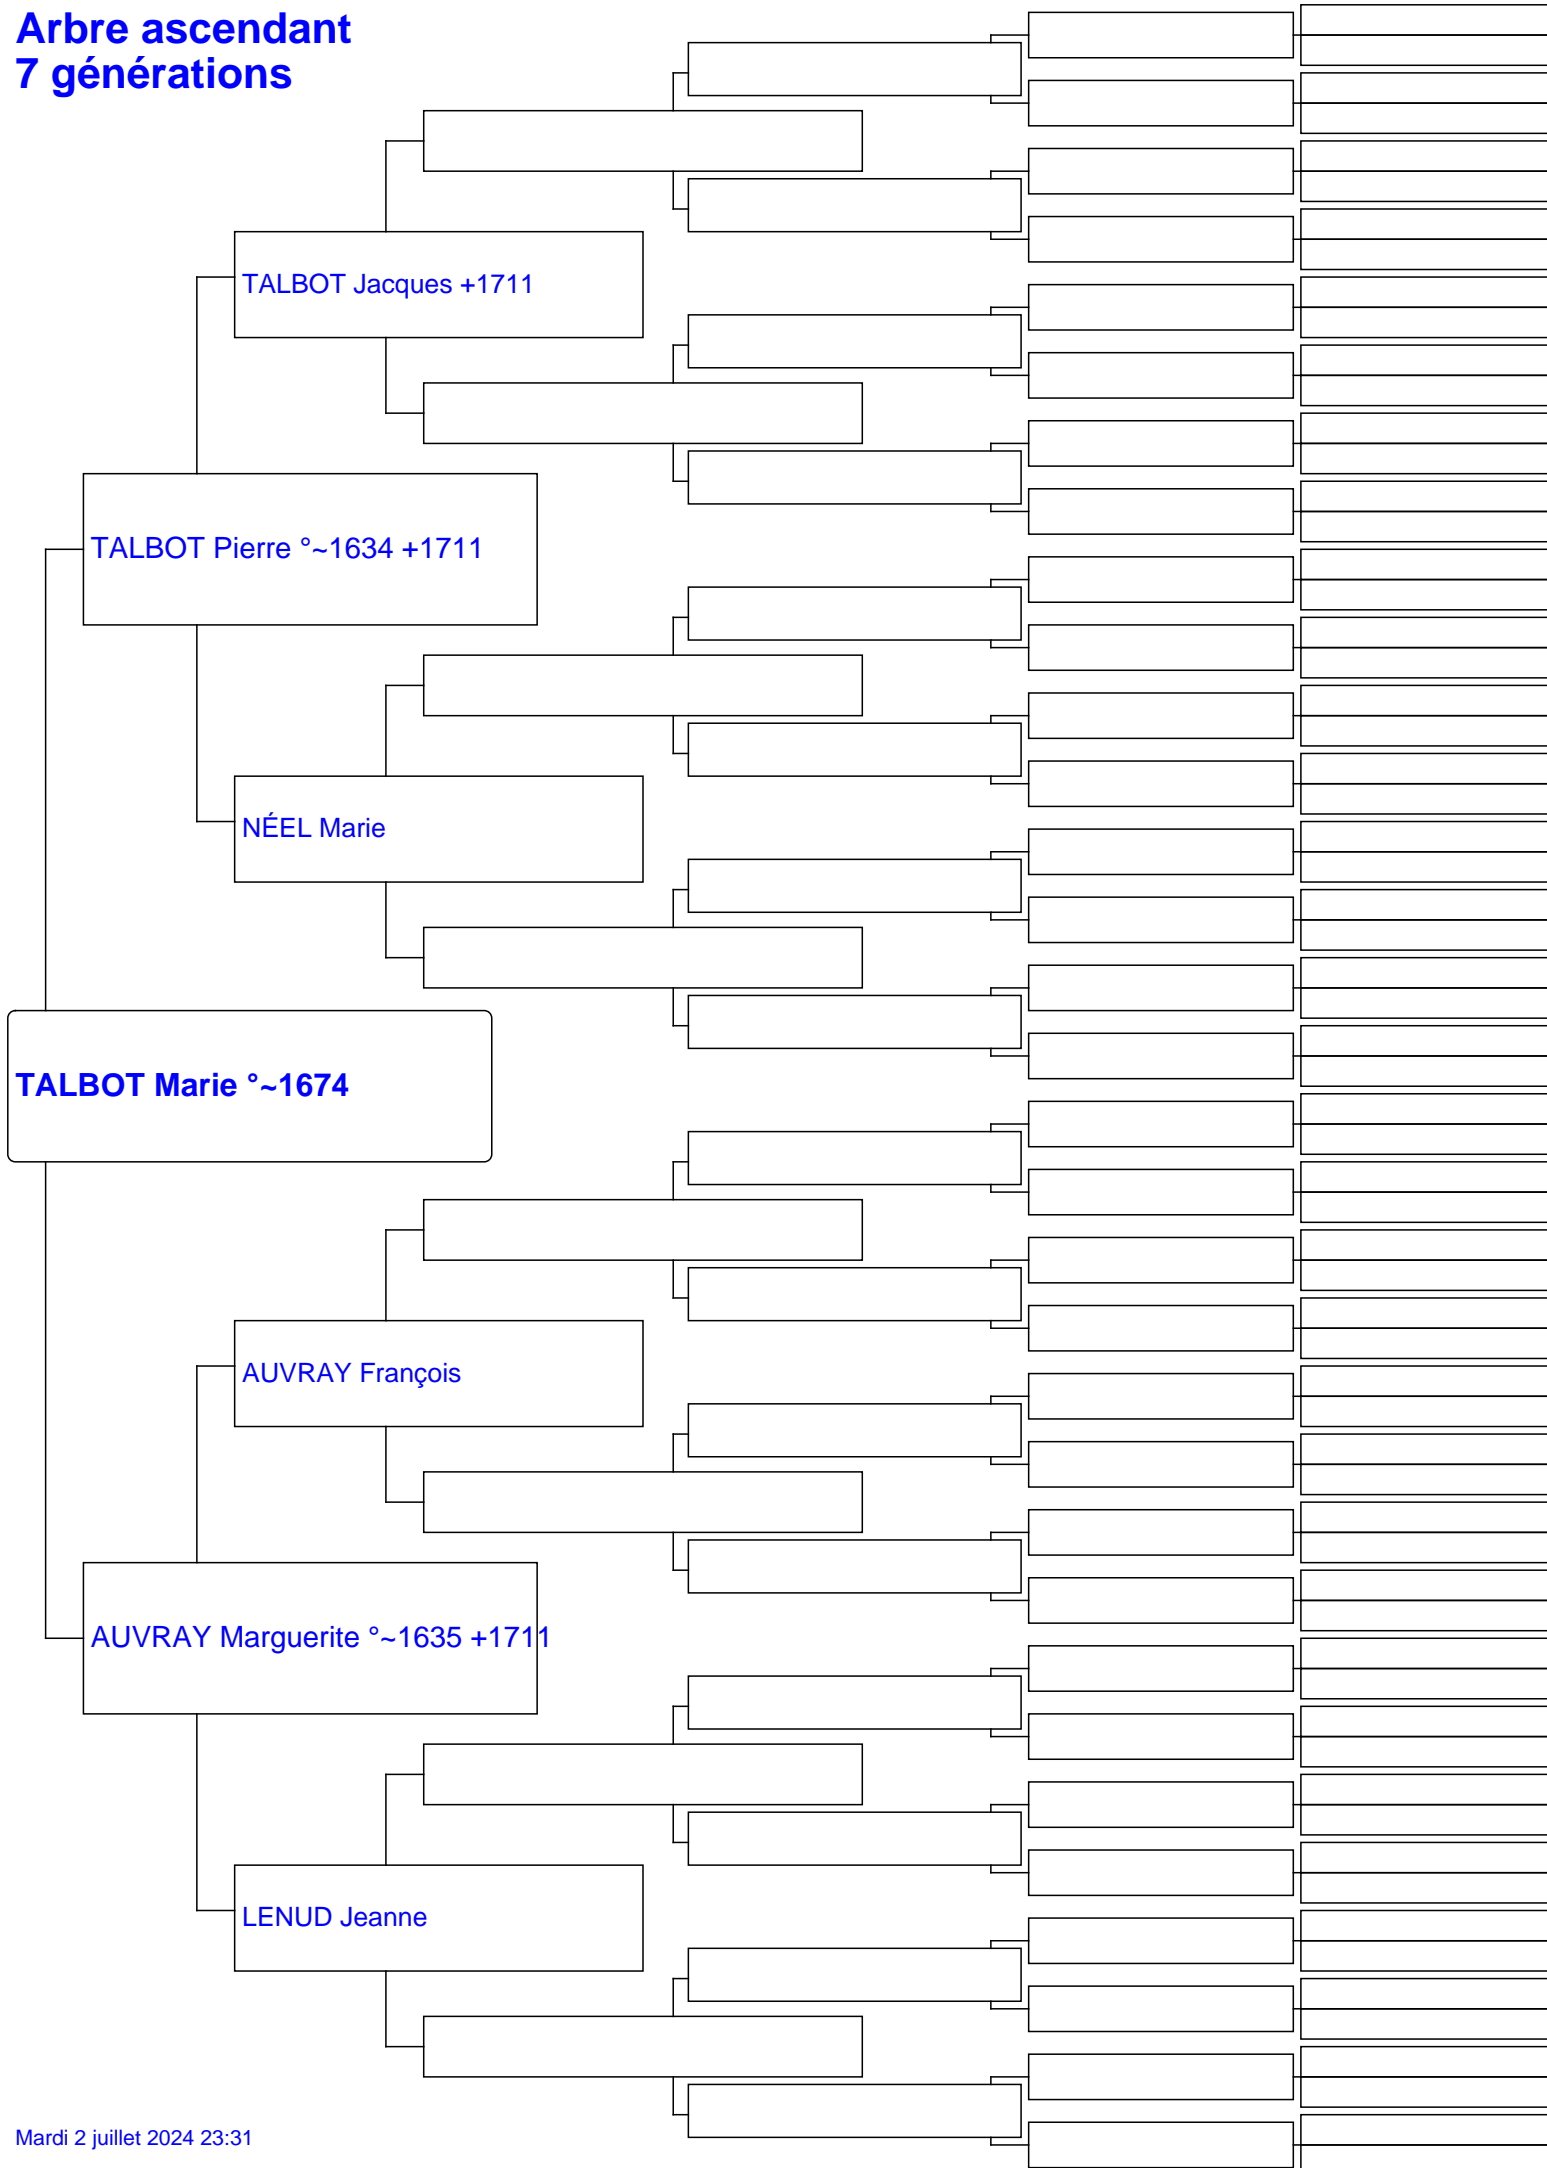 Arbre ascendant
7 générations
TALBOT Jacques +1711
TALBOT Pierre °~1634 +1711
NÉEL Marie
TALBOT Marie °~1674
AUVRAY François
AUVRAY Marguerite °~1635 +1711
LENUD Jeanne
Mardi 2 juillet 2024 23:31